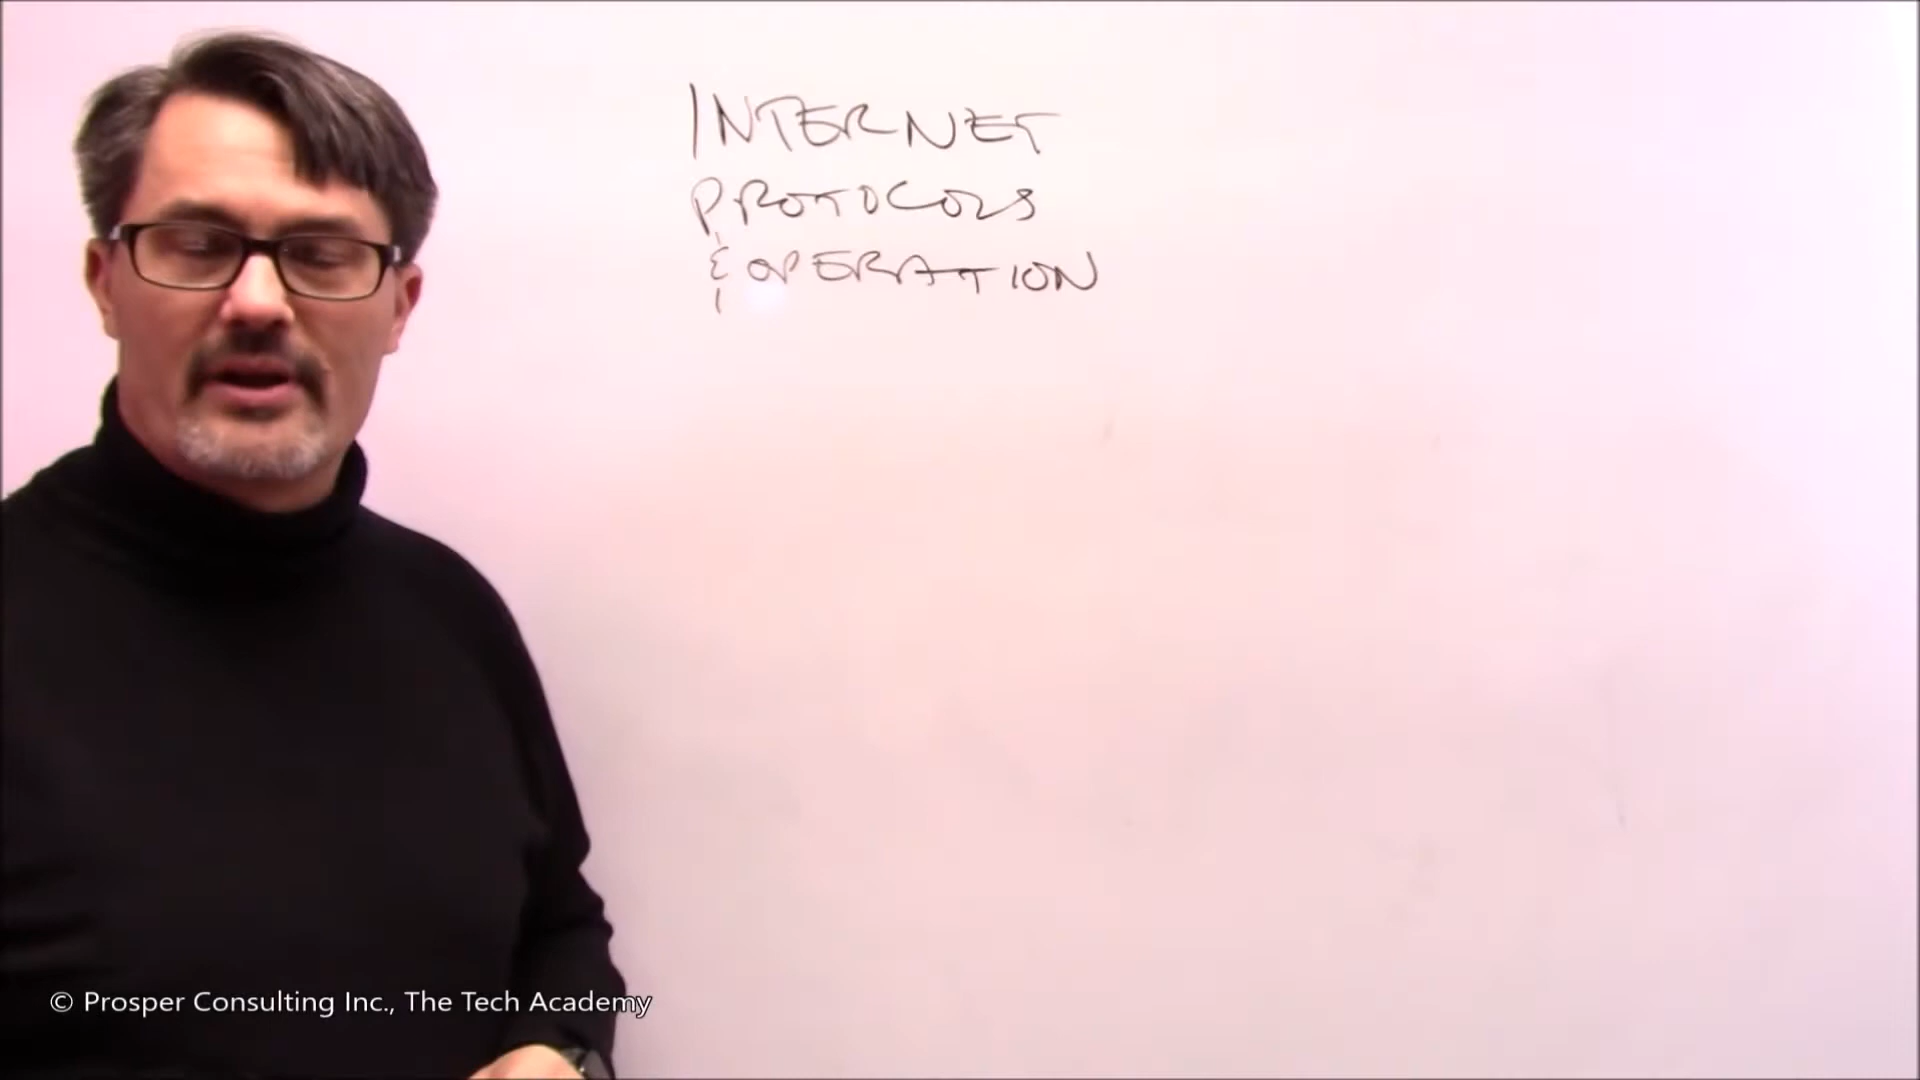 INTERNET
PROTOCOLS
& OPERATION
© Prosper Consulting Inc., The Tech Academy